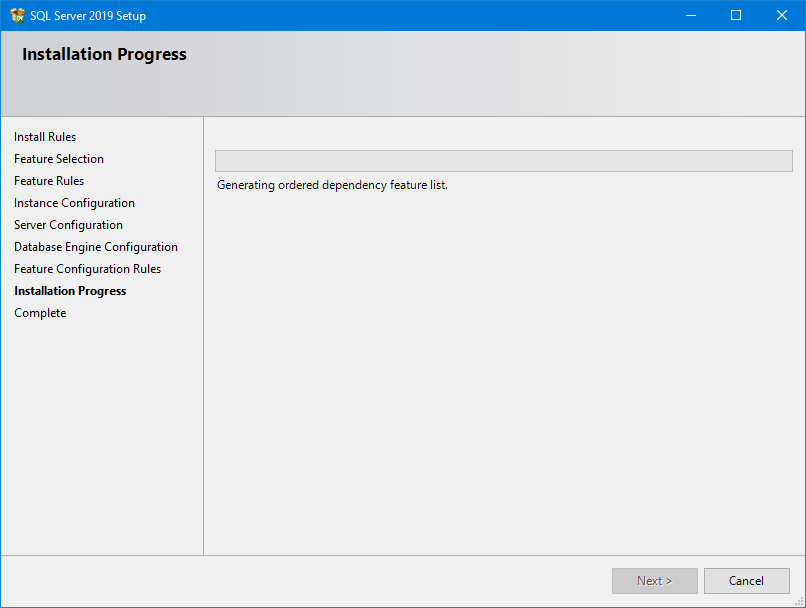 SQL Server 2019 Setup
Installation Progress
Install Rules
Feature Selection
Feature Rules
Instance Configuration
Server Configuration
Database Engine Configuration
Feature Configuration Rules
Installation Progress
Complete
Generating ordered dependency feature list.
Next >
Cancel